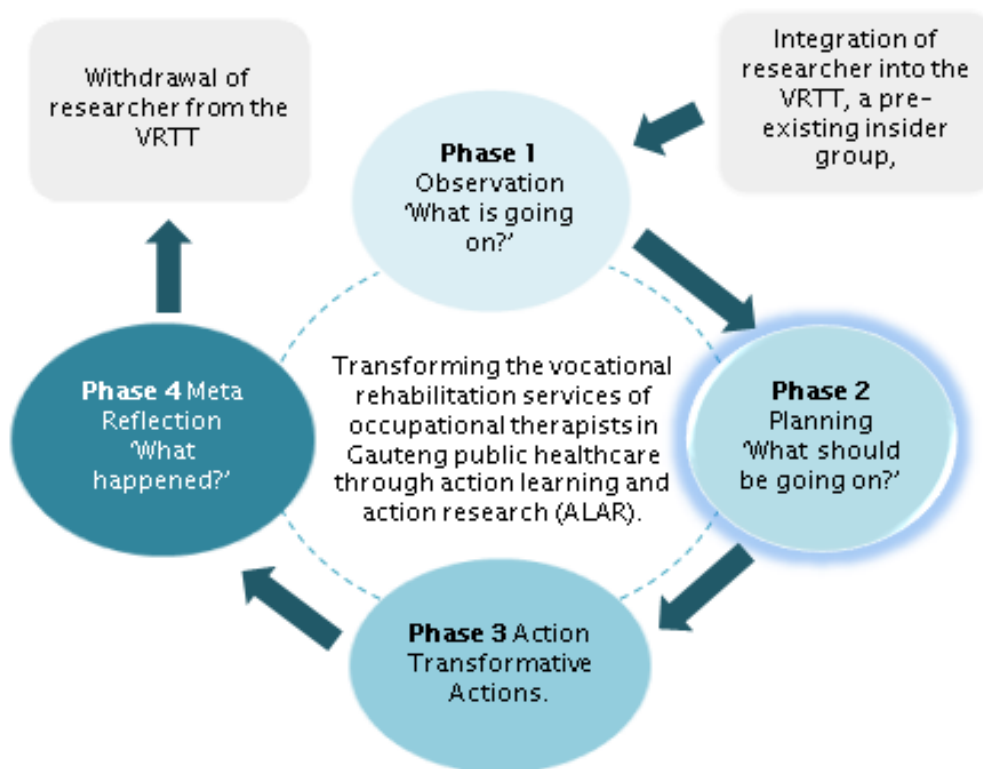 Withdrawal of
researcher from the
VRTT
Integration of
researcher into the
VRTT, a pre-
existing insider
group,
Phase 1
Observation
‘What is going
on?’
Phase 2
Planning
‘What should
be going on?’
Phase 3 Action
Transformative
Actions.
Phase 4 Meta
Reflection
‘What
happened?’
Transforming the vocational
rehabilitation services of
occupational therapists in
Gauteng public healthcare
through action learning and
action research (ALAR).